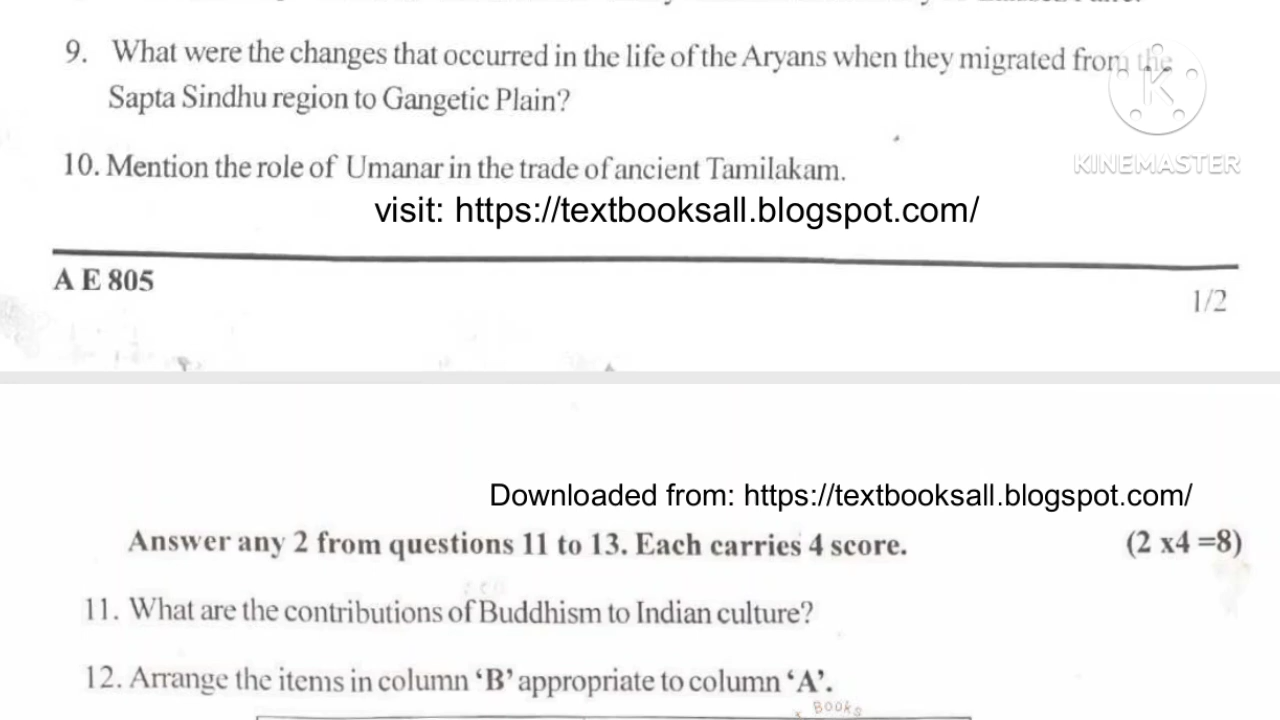 9. What were the changes that occurred in the life of the Aryans when they migrated from the
Sapta Sindhu region to Gangetic Plain?
KINEMASTER
10. Mention the role of Umanar in the trade of ancient Tamilakam.
visit: https://textbooksall.blogspot.com/
A E 805
1/2
Downloaded from: https://textbooksall.blogspot.com/
Answer any 2 from questions 11 to 13. Each carries 4 score. (2 x4 =8)
11. What are the contributions of Buddhism to Indian culture?
12. Arrange the items in column ‘B’ appropriate to column ‘A’.
Books